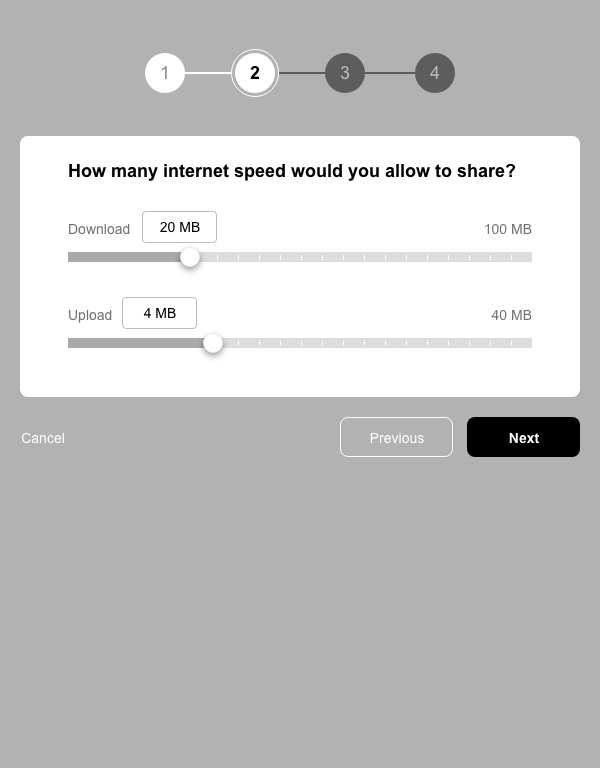 1 2 3 4
How many internet speed would you allow to share?
Download 20 MB 100 MB
Upload 4 MB 40 MB
Cancel Previous Next